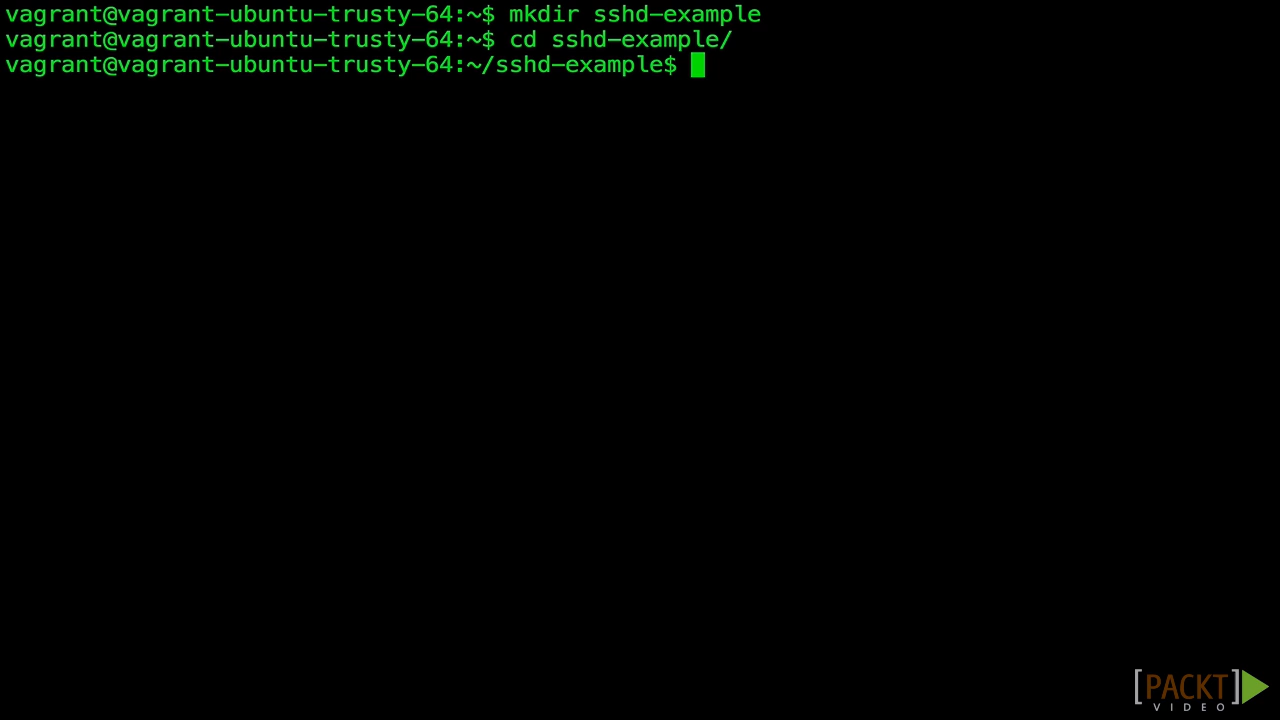 vagrant@vagrant-ubuntu-trusty-64:~$ mkdir sshd-example
vagrant@vagrant-ubuntu-trusty-64:~$ cd sshd-example/
vagrant@vagrant-ubuntu-trusty-64:~/sshd-example$
[PACKT]
VIDEO